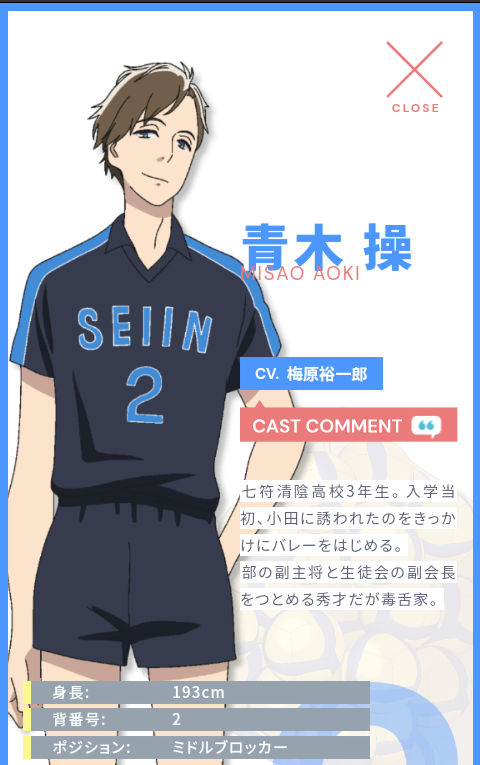 CLOSE
青木 操
MISAO AOKI
CV. 梅原裕一郎
CAST COMMENT
SEIIN
2
七符清陰高校3年生。入学当
初、小田に誘われたのをきっか
けにバレーをはじめる。
部の副主将と生徒会の副会長
をつとめる秀才だが毒舌家。
身長: 193cm
背番号: 2
ポジション: ミドルブロッカー